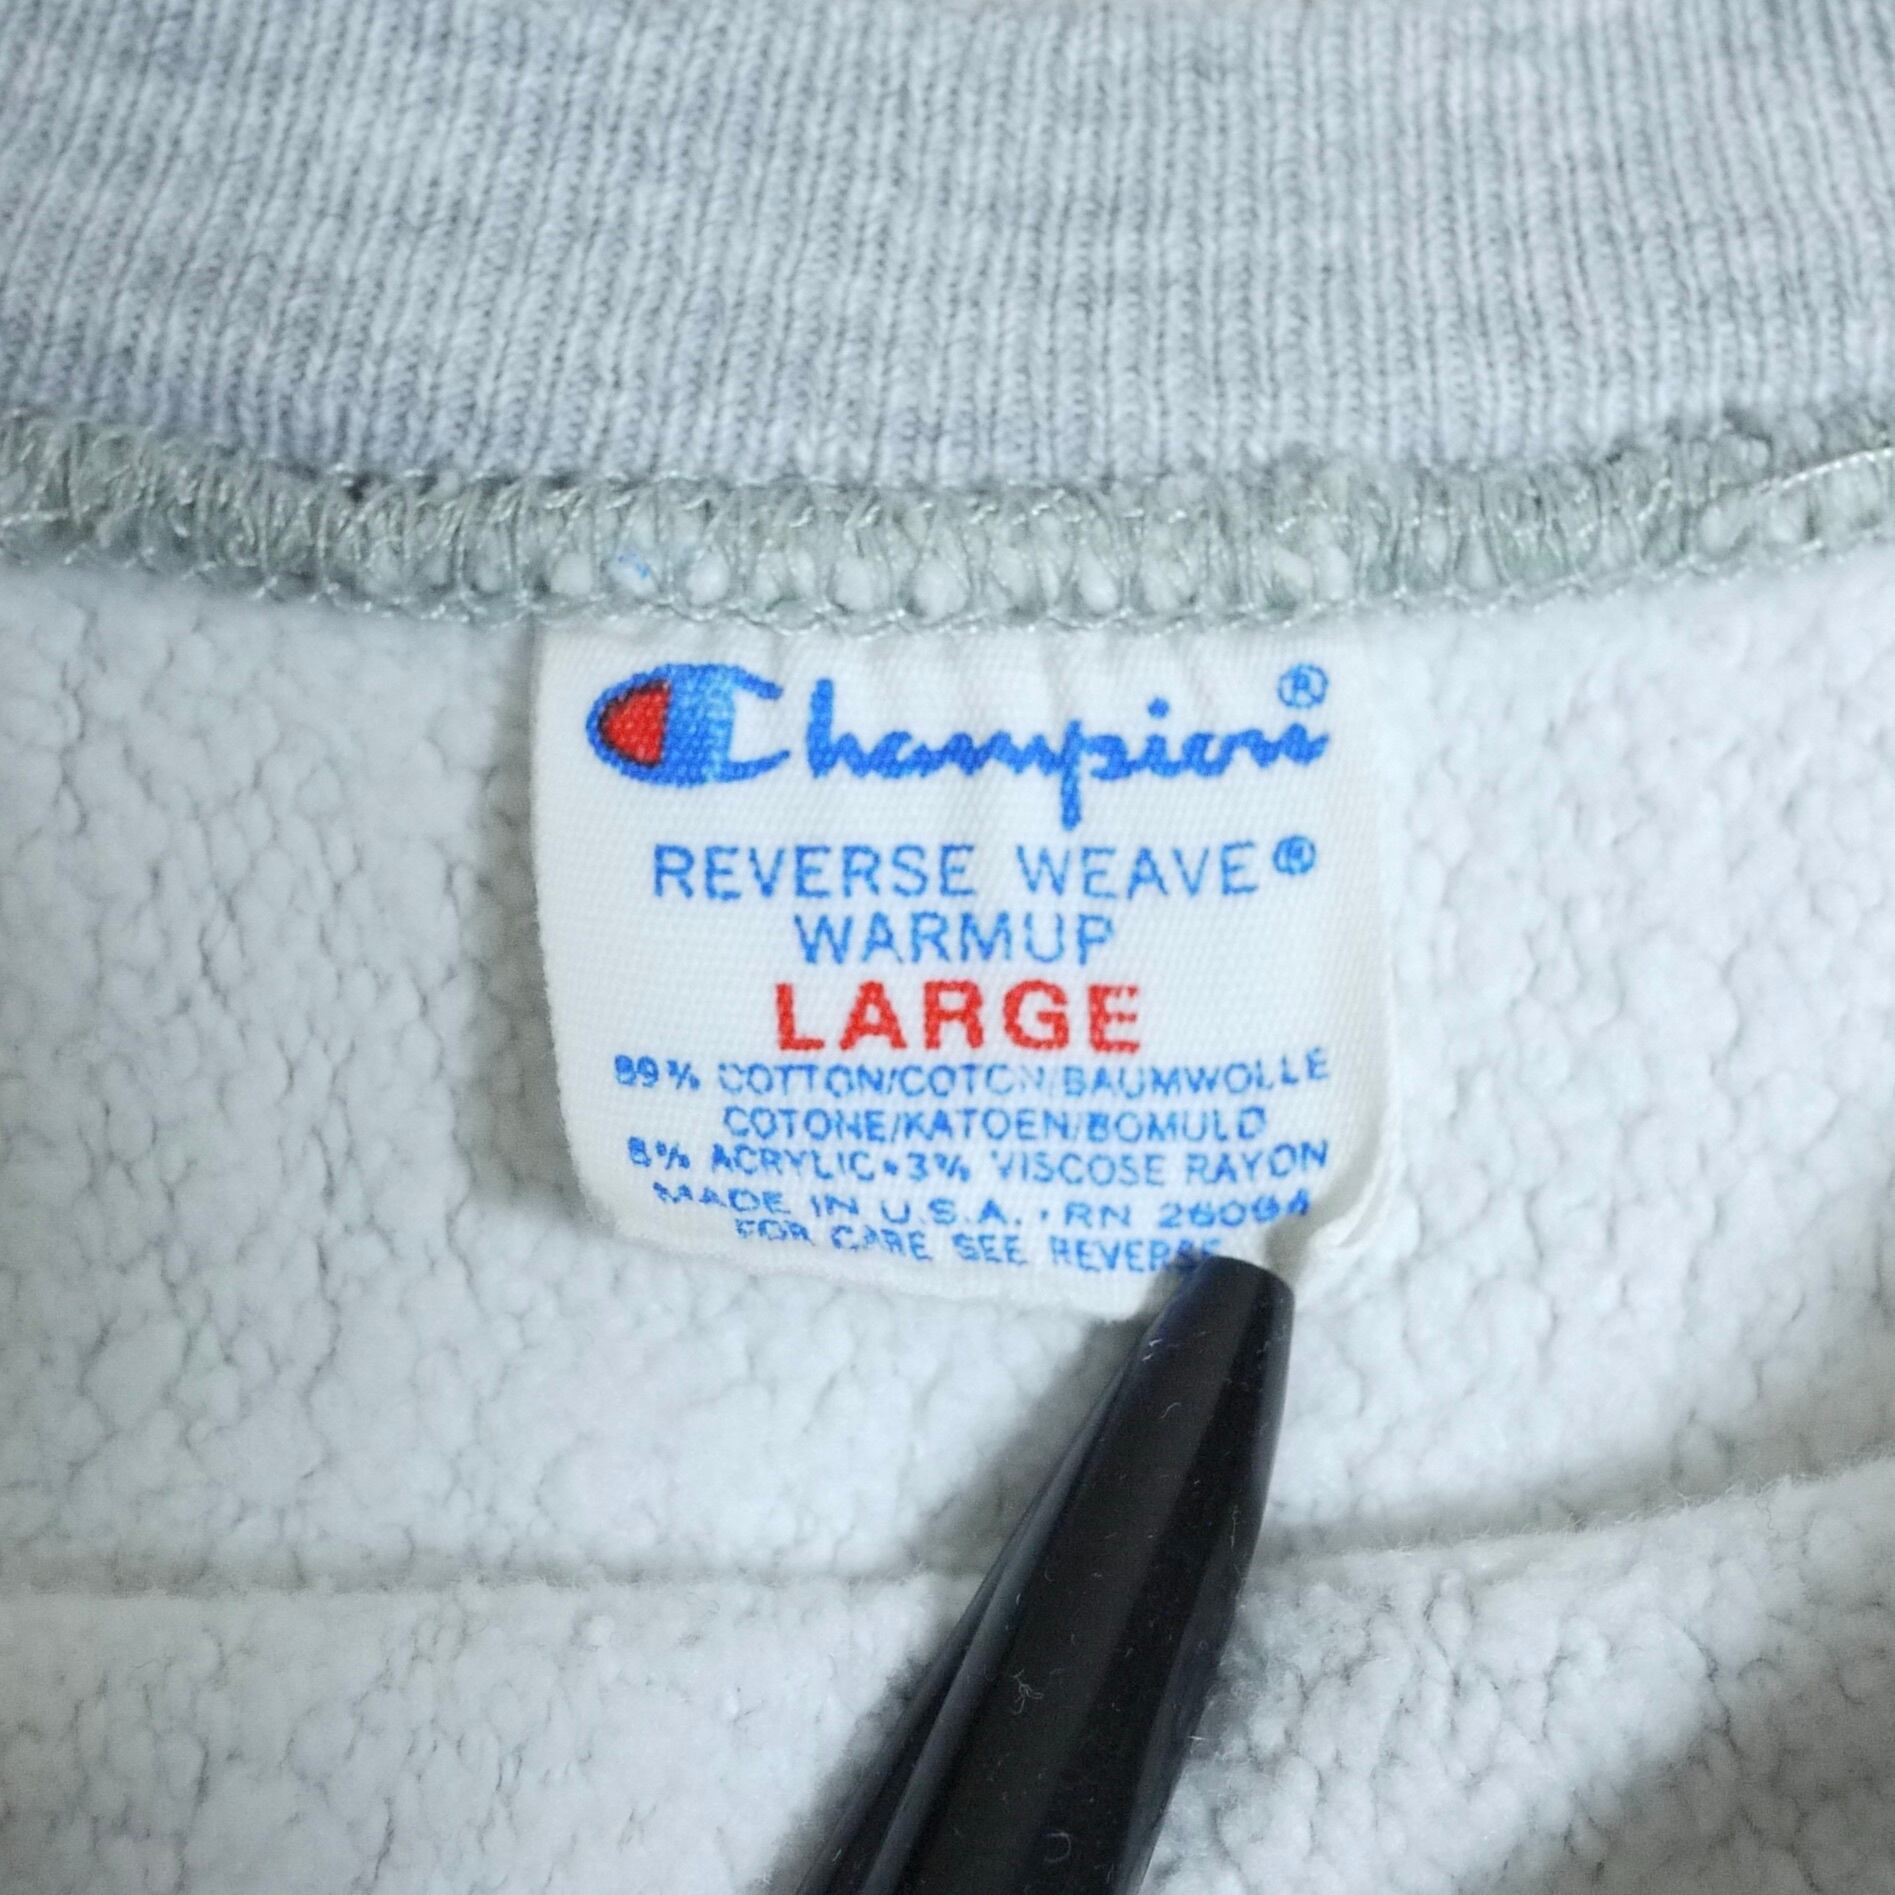 Champion®
REVERSE WEAVE®
WARMUP
LARGE
89% COTTON/COTON/BAUMWOLLE
COTONE/KATOEN/BOMULD
8% ACRYLIC•3% VISCOSE RAYON
MADE IN U.S.A. • RN 26094
FOR CARE SEE REVERSE